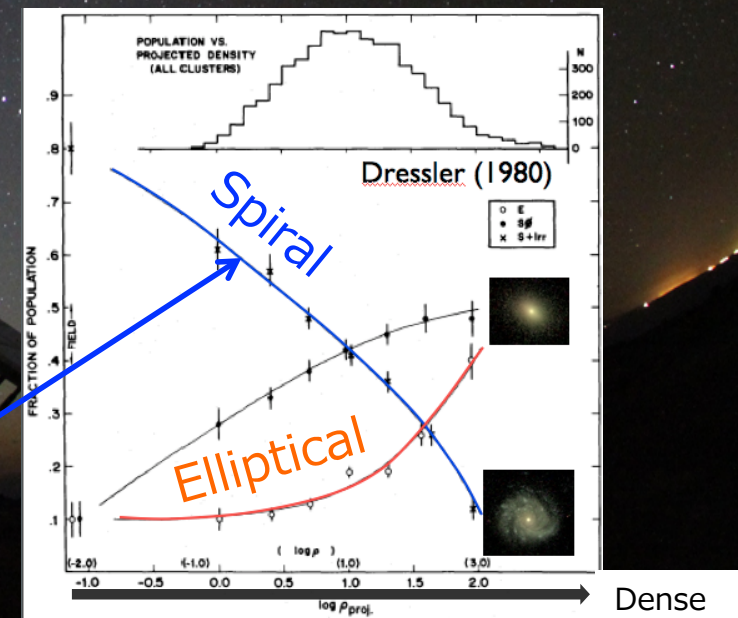 POPULATION VS.
PROJECTED DENSITY
(ALL CLUSTERS)
N
300
200
100
0
Dressler (1980)
E
SØ
S+Irr
Spiral
Elliptical
FRACTION OF POPULATION
.9
.8
.7
.6
.5
.4
.3
.2
.1
FIELD
( log ρ )
(-2.0) (-1.0) (1.0) (3.0)
-1.0 -0.5 0.0 0.5 1.0 1.5 2.0
log ρproj.
Dense